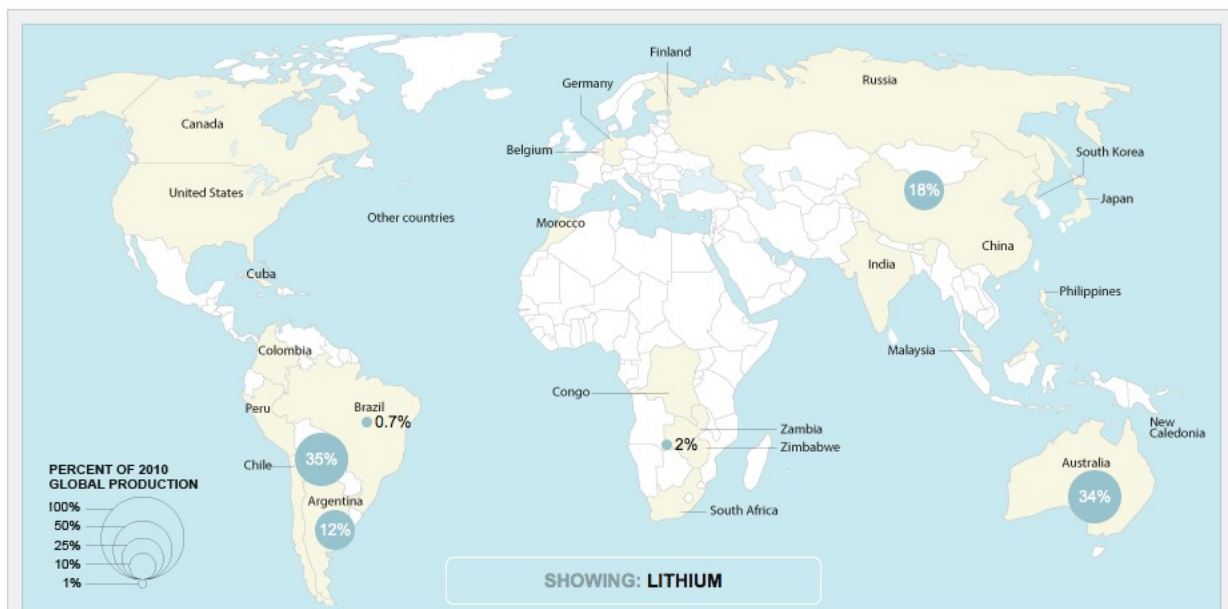 Finland
Germany
Russia
Canada
Belgium
South Korea
United States
18%
Japan
Other countries
Morocco
China
Cuba
India
Philippines
Colombia
Malaysia
Congo
Peru
Brazil
0.7%
New
Caledonia
Zambia
2%
Zimbabwe
Chile
35%
Australia
34%
Argentina
12%
South Africa
PERCENT OF 2010
GLOBAL PRODUCTION
100%
50%
25%
10%
1%
SHOWING: LITHIUM